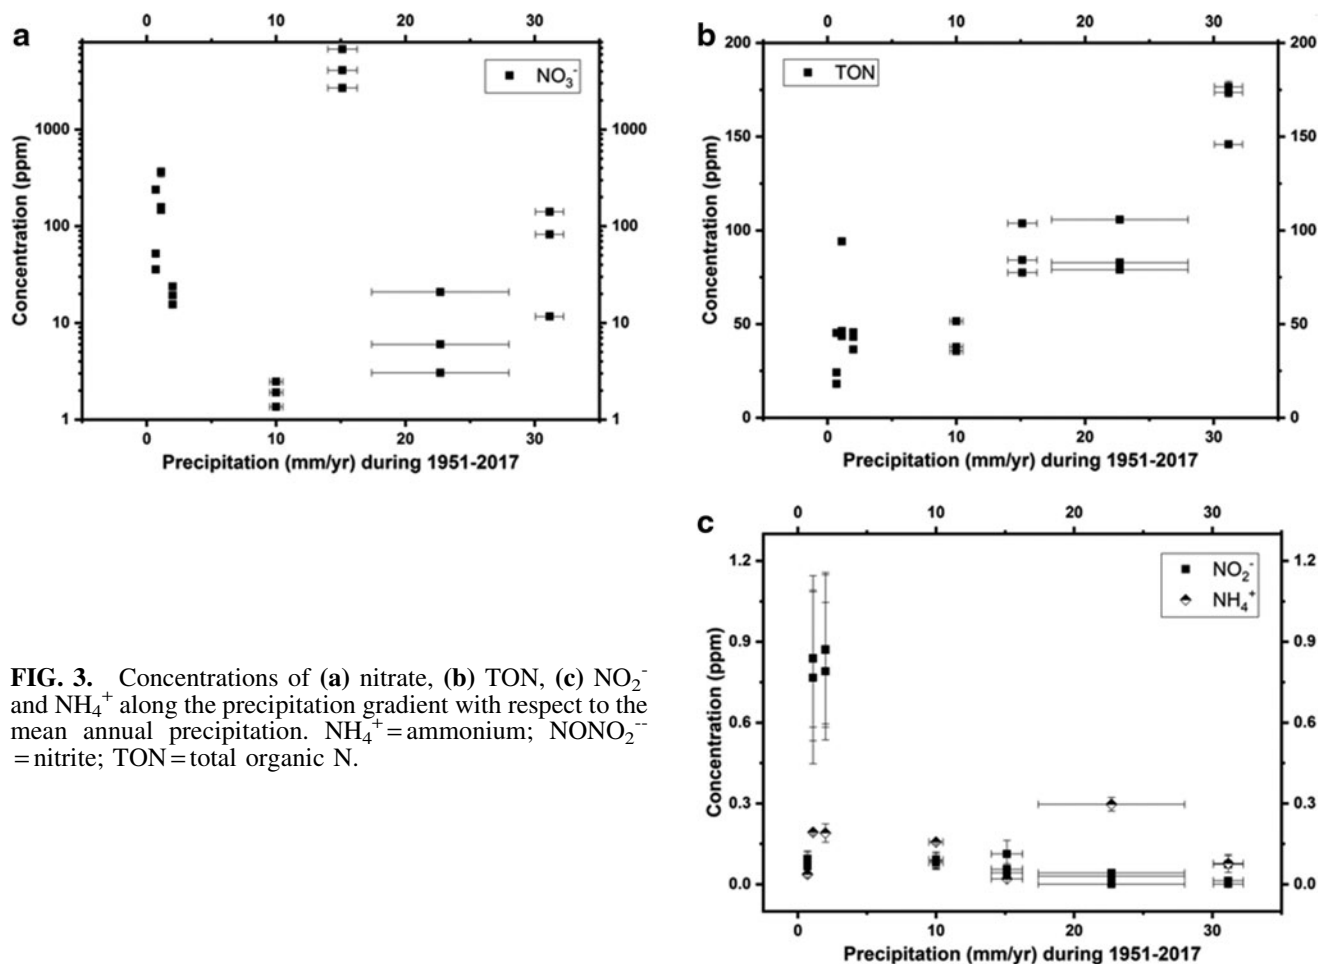 a
0 10 20 30
NO₃⁻
1000 1000
100 100
10 10
1 1
0 10 20 30
Concentration (ppm)
Precipitation (mm/yr) during 1951-2017
b
0 10 20 30
200 200
TON
150 150
100 100
50 50
0 0
0 10 20 30
Concentration (ppm)
Precipitation (mm/yr) during 1951-2017
c
0 10 20 30
1.2 1.2
NO₂⁻
NH₄⁺
0.9 0.9
0.6 0.6
0.3 0.3
0.0 0.0
0 10 20 30
Concentration (ppm)
Precipitation (mm/yr) during 1951-2017
FIG. 3. Concentrations of (a) nitrate, (b) TON, (c) NO₂⁻
and NH₄⁺ along the precipitation gradient with respect to the
mean annual precipitation. NH₄⁺=ammonium; NONO₂⁻⁻
=nitrite; TON=total organic N.